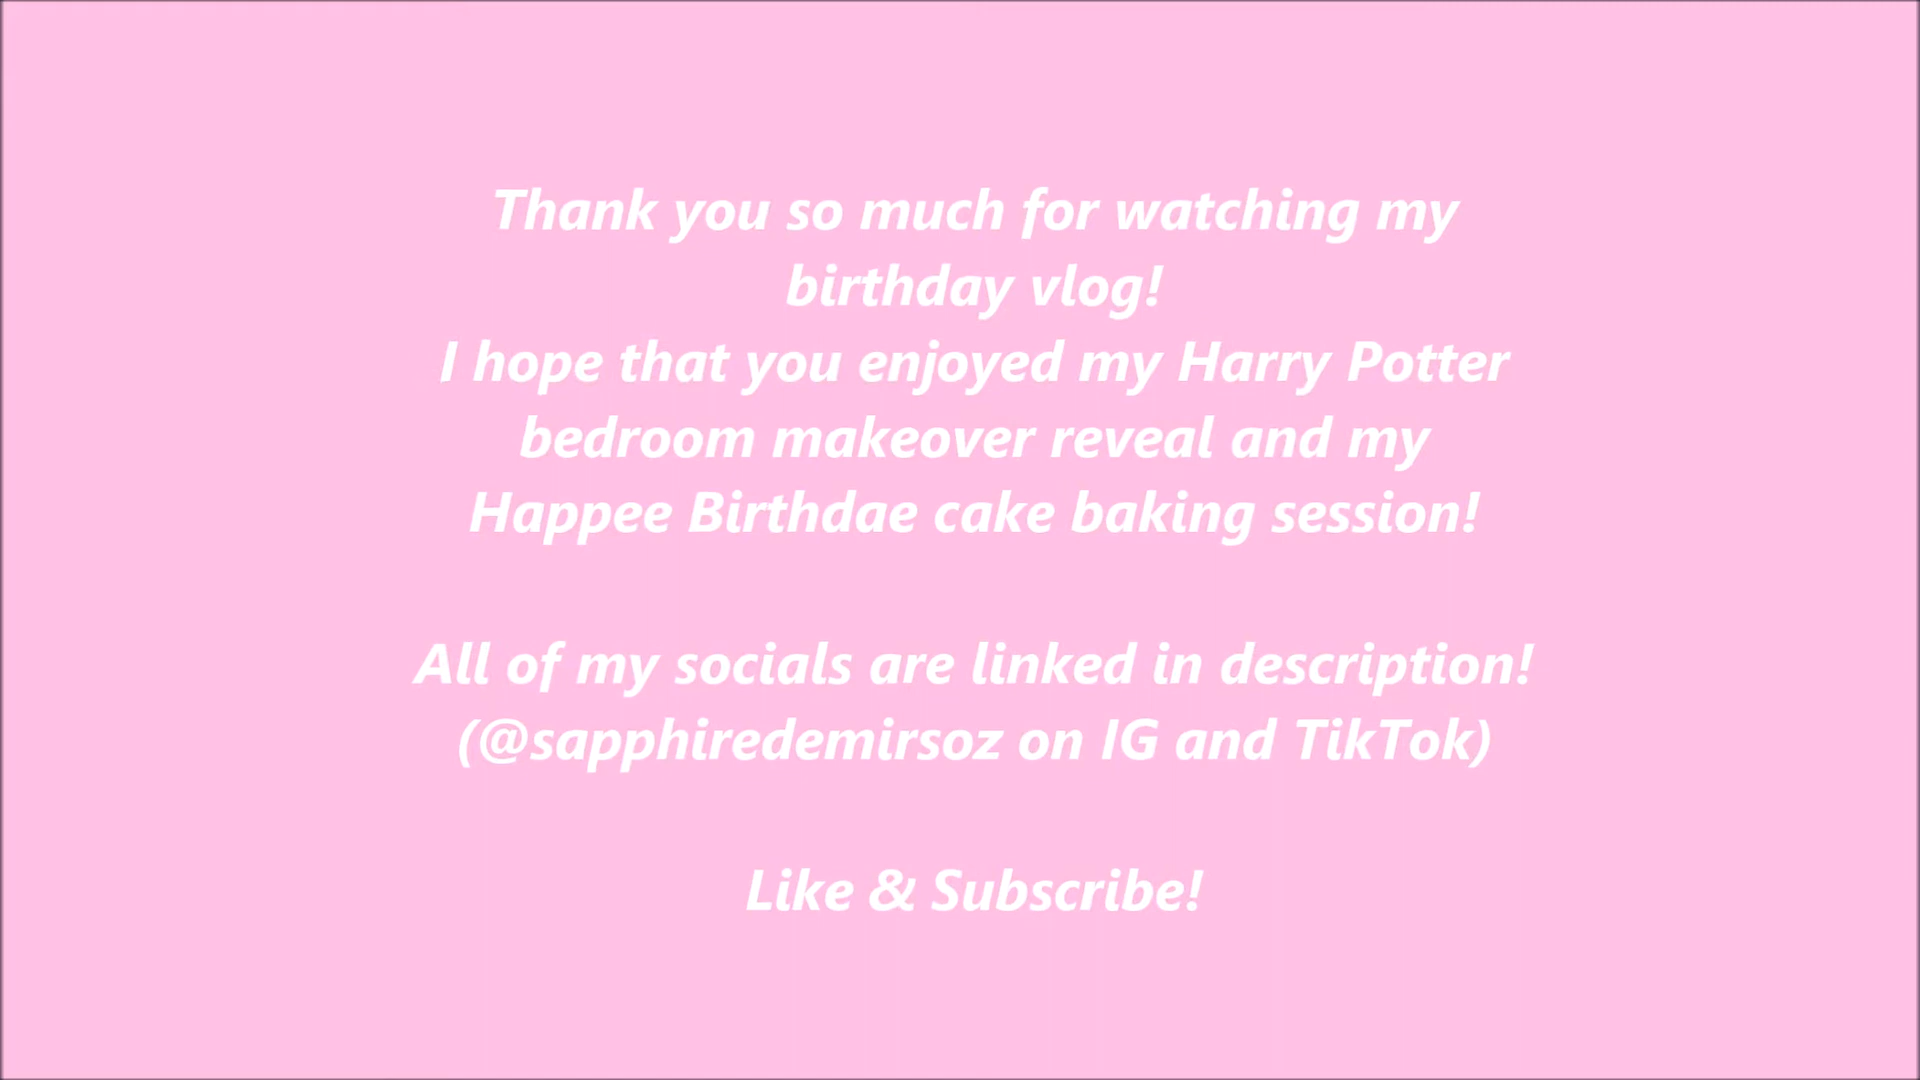 Thank you so much for watching my
birthday vlog!
I hope that you enjoyed my Harry Potter
bedroom makeover reveal and my
Happee Birthdae cake baking session!
All of my socials are linked in description!
(@sapphiredemirsoz on IG and TikTok)
Like & Subscribe!